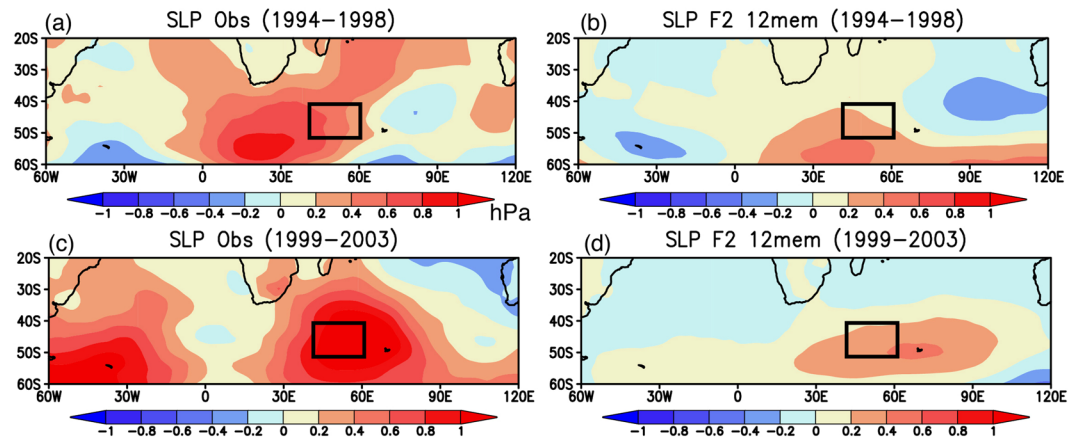 (a) SLP Obs (1994–1998)
20S
30S
40S
50S
60S
60W 30W 0 30E 60E 90E 120E
−1 −0.8 −0.6 −0.4 −0.2 0 0.2 0.4 0.6 0.8 1 hPa
(b) SLP F2 12mem (1994–1998)
20S
30S
40S
50S
60S
60W 30W 0 30E 60E 90E 120E
−1 −0.8 −0.6 −0.4 −0.2 0 0.2 0.4 0.6 0.8 1
(c) SLP Obs (1999–2003)
20S
30S
40S
50S
60S
60W 30W 0 30E 60E 90E 120E
−1 −0.8 −0.6 −0.4 −0.2 0 0.2 0.4 0.6 0.8 1
(d) SLP F2 12mem (1999–2003)
20S
30S
40S
50S
60S
60W 30W 0 30E 60E 90E 120E
−1 −0.8 −0.6 −0.4 −0.2 0 0.2 0.4 0.6 0.8 1